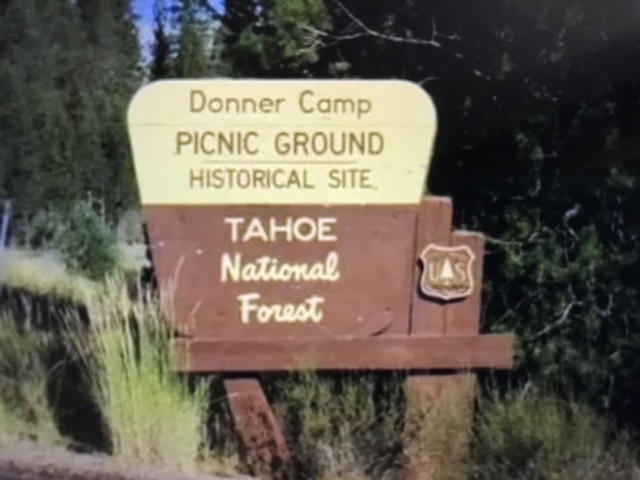 Donner Camp
PICNIC GROUND
HISTORICAL SITE
TAHOE
National
Forest
U S